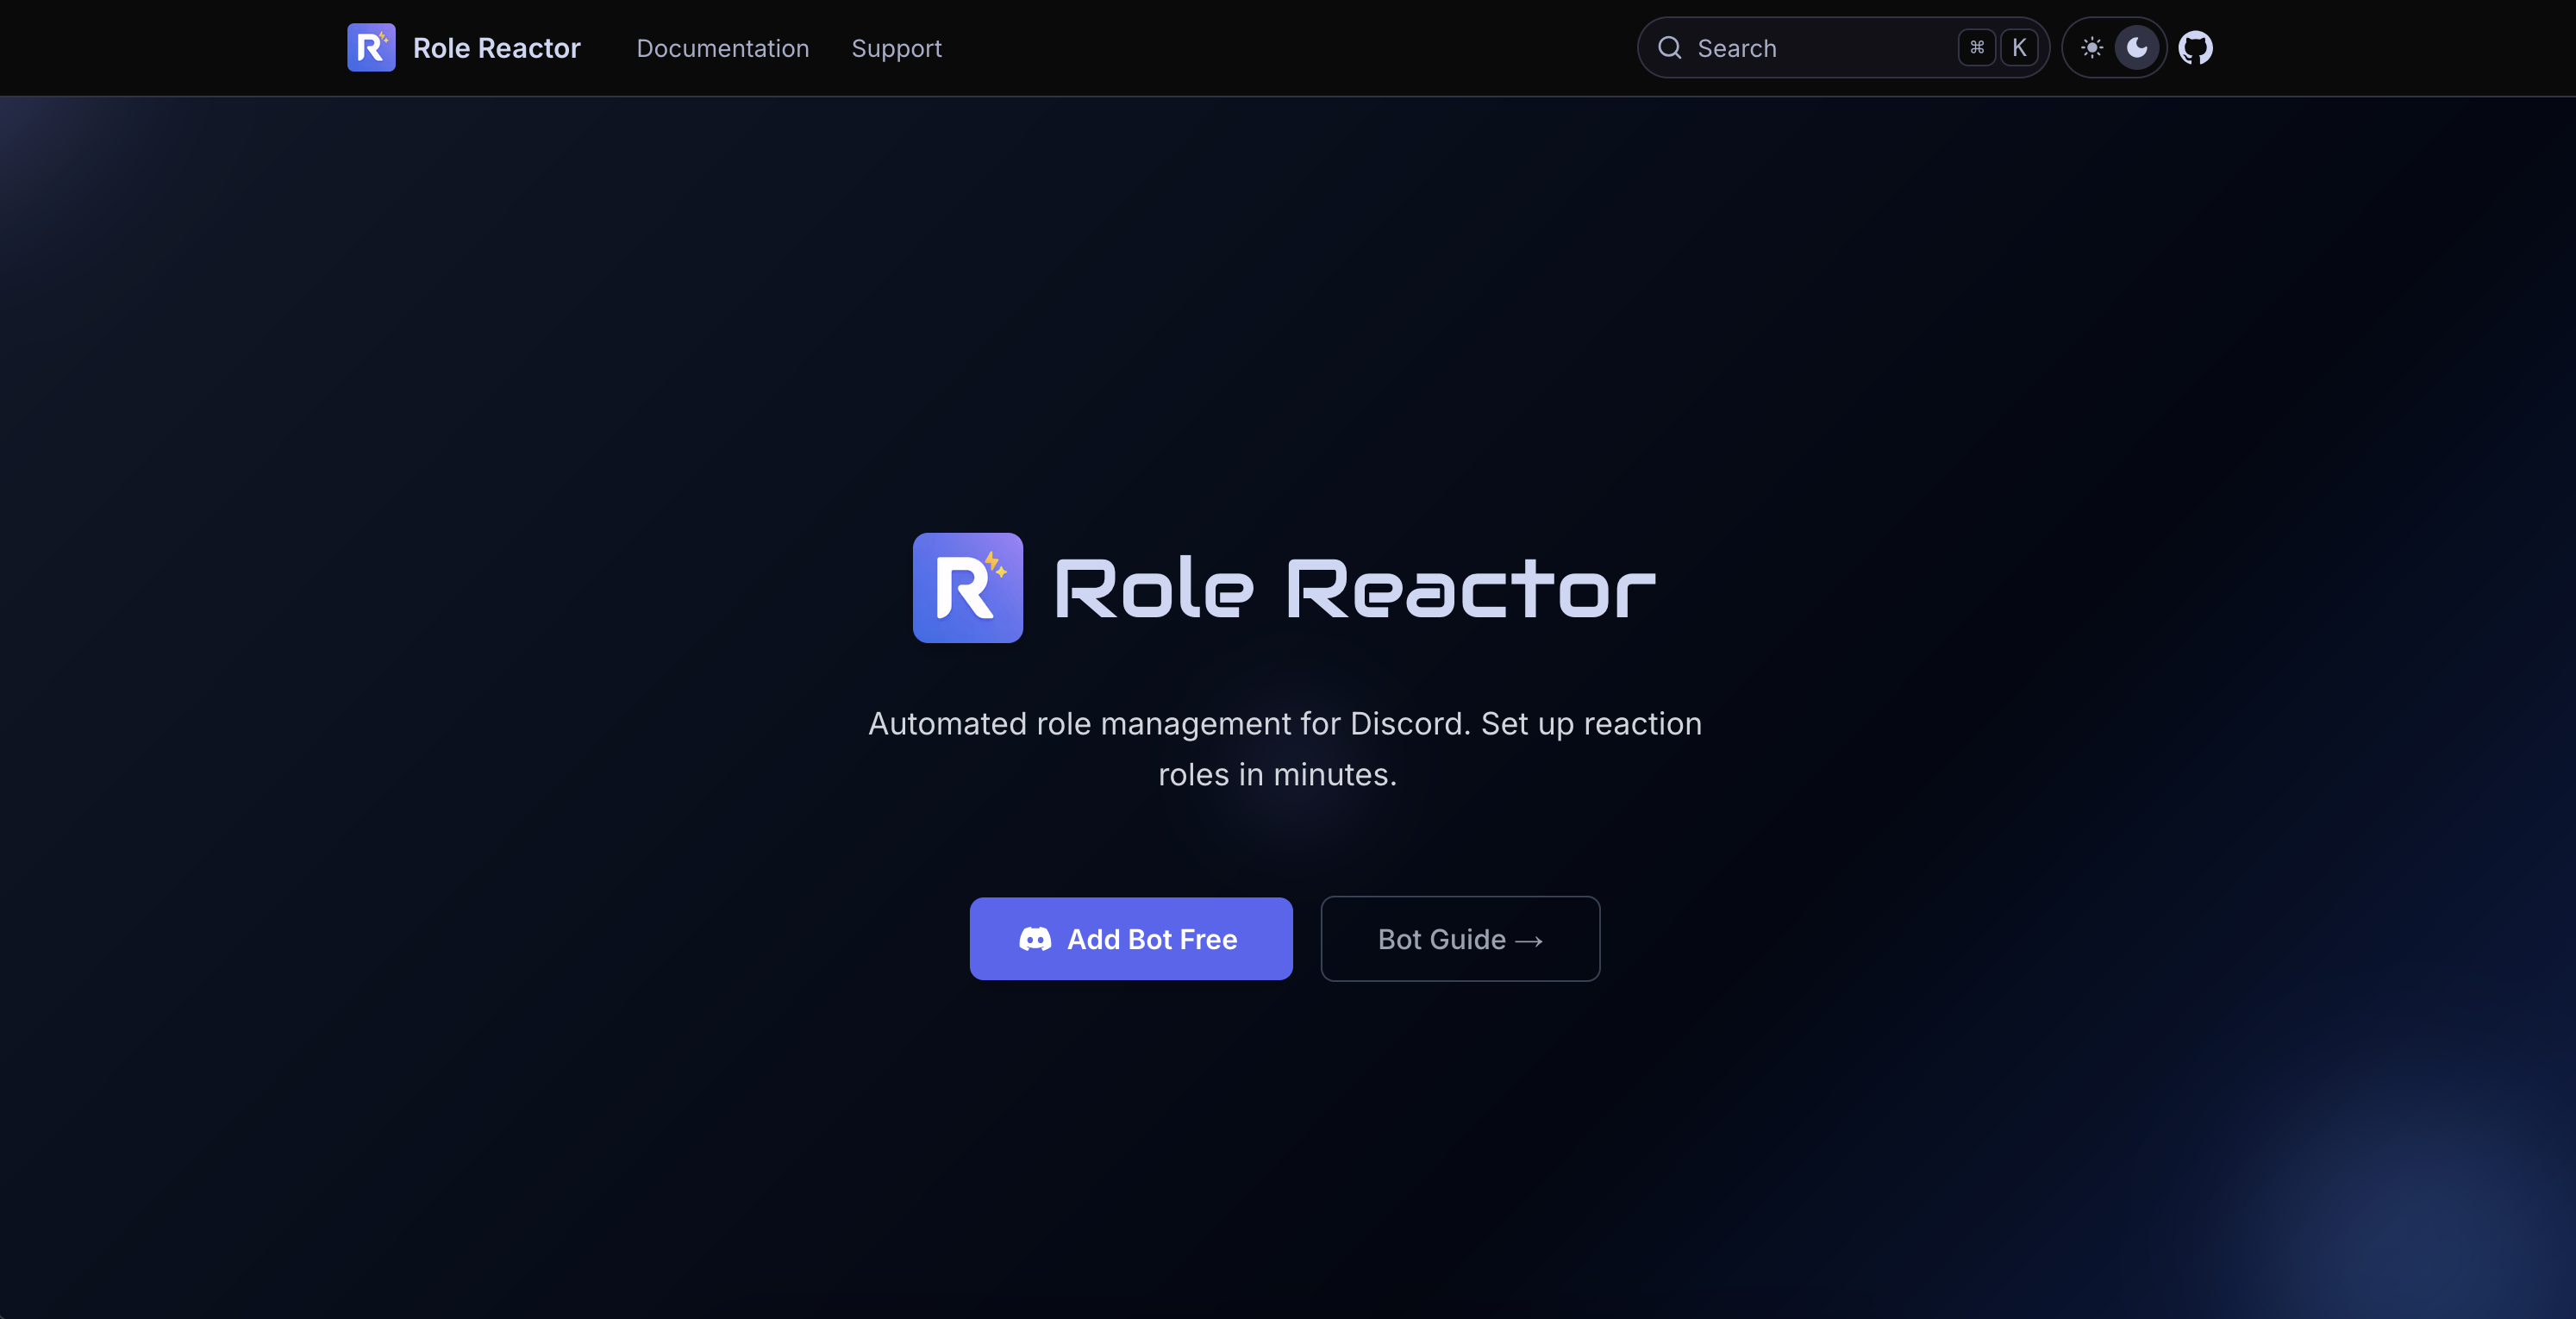 R Role Reactor Documentation Support Search ⌘ K
R Role Reactor
Automated role management for Discord. Set up reaction
roles in minutes.
Add Bot Free Bot Guide →